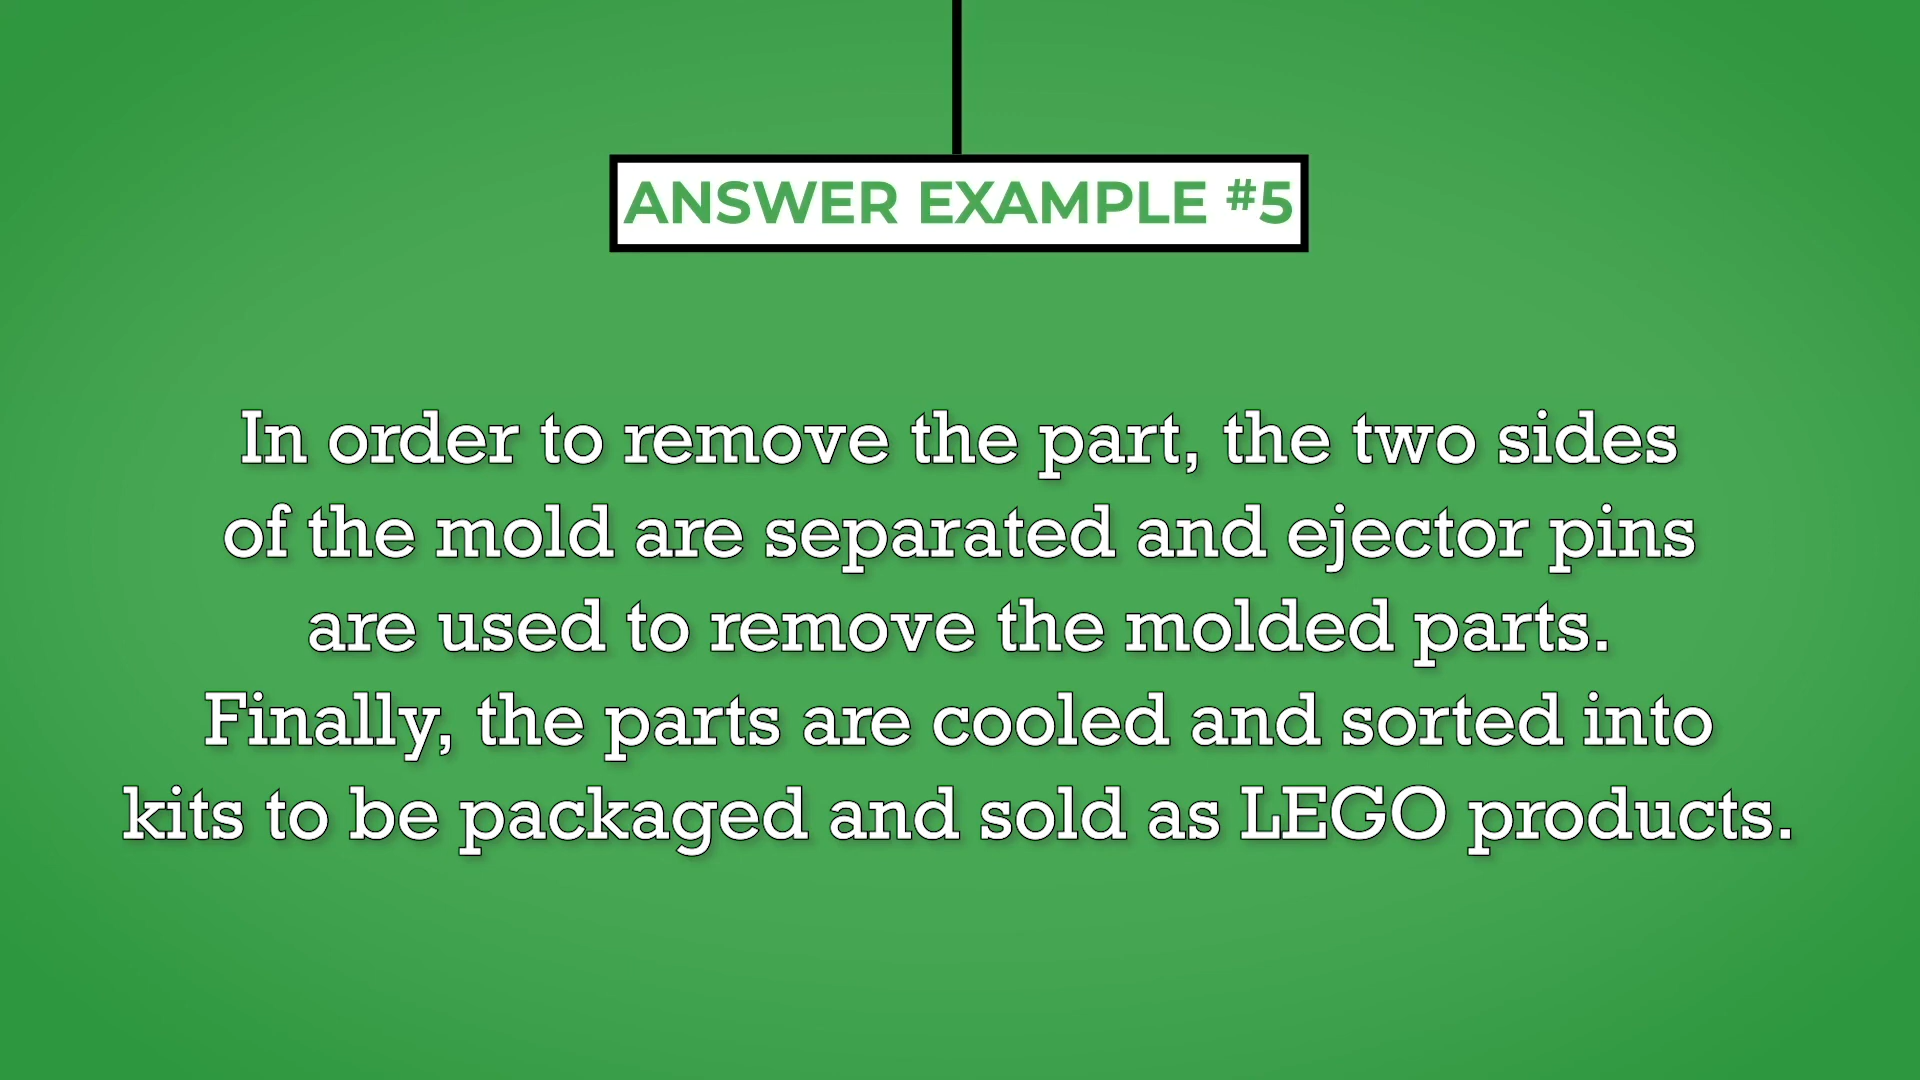 ANSWER EXAMPLE #5
In order to remove the part, the two sides
of the mold are separated and ejector pins
are used to remove the molded parts.
Finally, the parts are cooled and sorted into
kits to be packaged and sold as LEGO products.